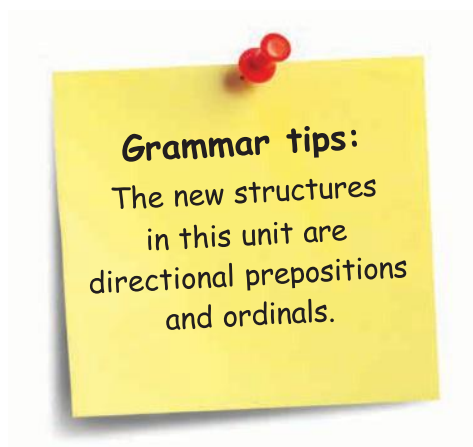 Grammar tips:
The new structures
in this unit are
directional prepositions
and ordinals.